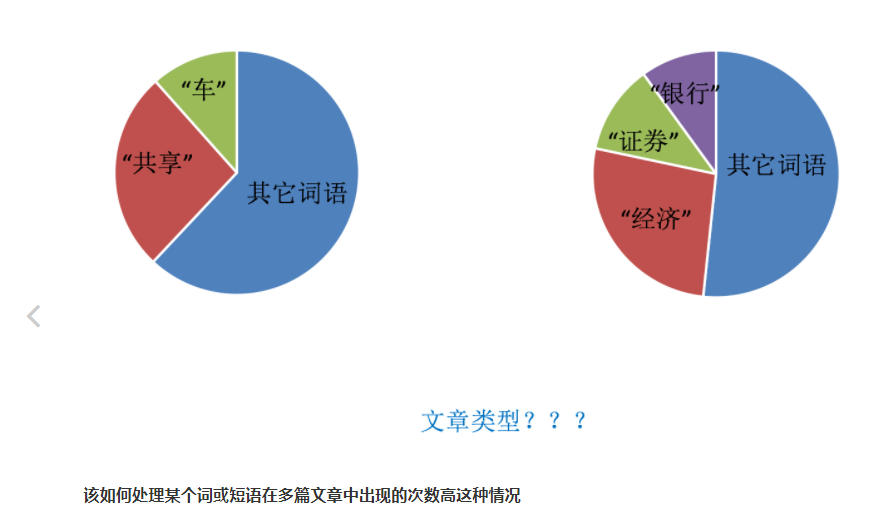 “车”
“共享”
其它词语
“银行”
“证券”
其它词语
“经济”
文章类型？？？
该如何处理某个词或短语在多篇文章中出现的次数高这种情况